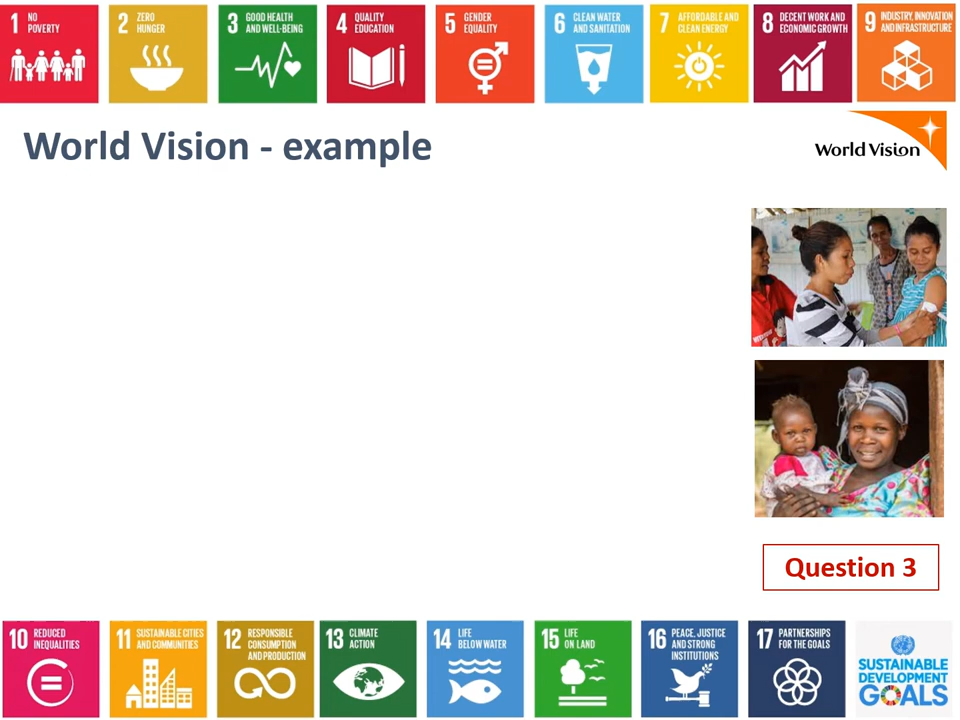 1 NO
POVERTY
2 ZERO
HUNGER
3 GOOD HEALTH
AND WELL-BEING
4 QUALITY
EDUCATION
5 GENDER
EQUALITY
6 CLEAN WATER
AND SANITATION
7 AFFORDABLE AND
CLEAN ENERGY
8 DECENT WORK AND
ECONOMIC GROWTH
9 INDUSTRY, INNOVATION
AND INFRASTRUCTURE
World Vision - example
World Vision
Question 3
10 REDUCED
INEQUALITIES
11 SUSTAINABLE CITIES
AND COMMUNITIES
12 RESPONSIBLE
CONSUMPTION
AND PRODUCTION
13 CLIMATE
ACTION
14 LIFE
BELOW WATER
15 LIFE
ON LAND
16 PEACE, JUSTICE
AND STRONG
INSTITUTIONS
17 PARTNERSHIPS
FOR THE GOALS
SUSTAINABLE
DEVELOPMENT
GOALS